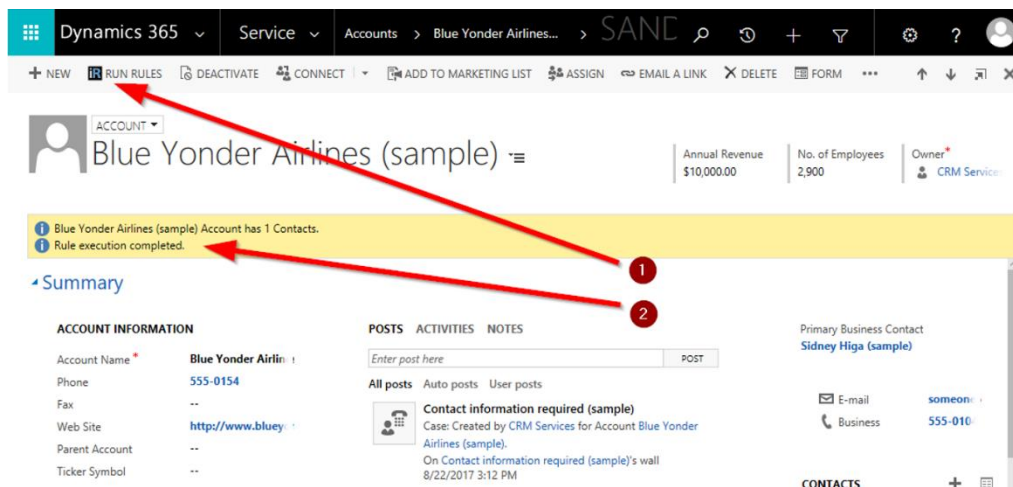 Dynamics 365 Service Accounts > Blue Yonder Airlines... > SAND ?
+ NEW iR RUN RULES DEACTIVATE CONNECT ADD TO MARKETING LIST ASSIGN EMAIL A LINK DELETE FORM ...
ACCOUNT
Blue Yonder Airlines (sample)
Annual Revenue No. of Employees Owner*
$10,000.00 2,900 CRM Services
Blue Yonder Airlines (sample) Account has 1 Contacts.
Rule execution completed.
1
Summary
2
ACCOUNT INFORMATION POSTS ACTIVITIES NOTES Primary Business Contact
Sidney Higa (sample)
Account Name * Blue Yonder Airlin Enter post here POST
Phone 555-0154 All posts Auto posts User posts
Fax -- Contact information required (sample) E-mail someon
Web Site http://www.bluey Case: Created by CRM Services for Account Blue Yonder Business 555-010
Airlines (sample).
Parent Account -- On Contact information required (sample)'s wall
Ticker Symbol -- 8/22/2017 3:12 PM
CONTACTS +